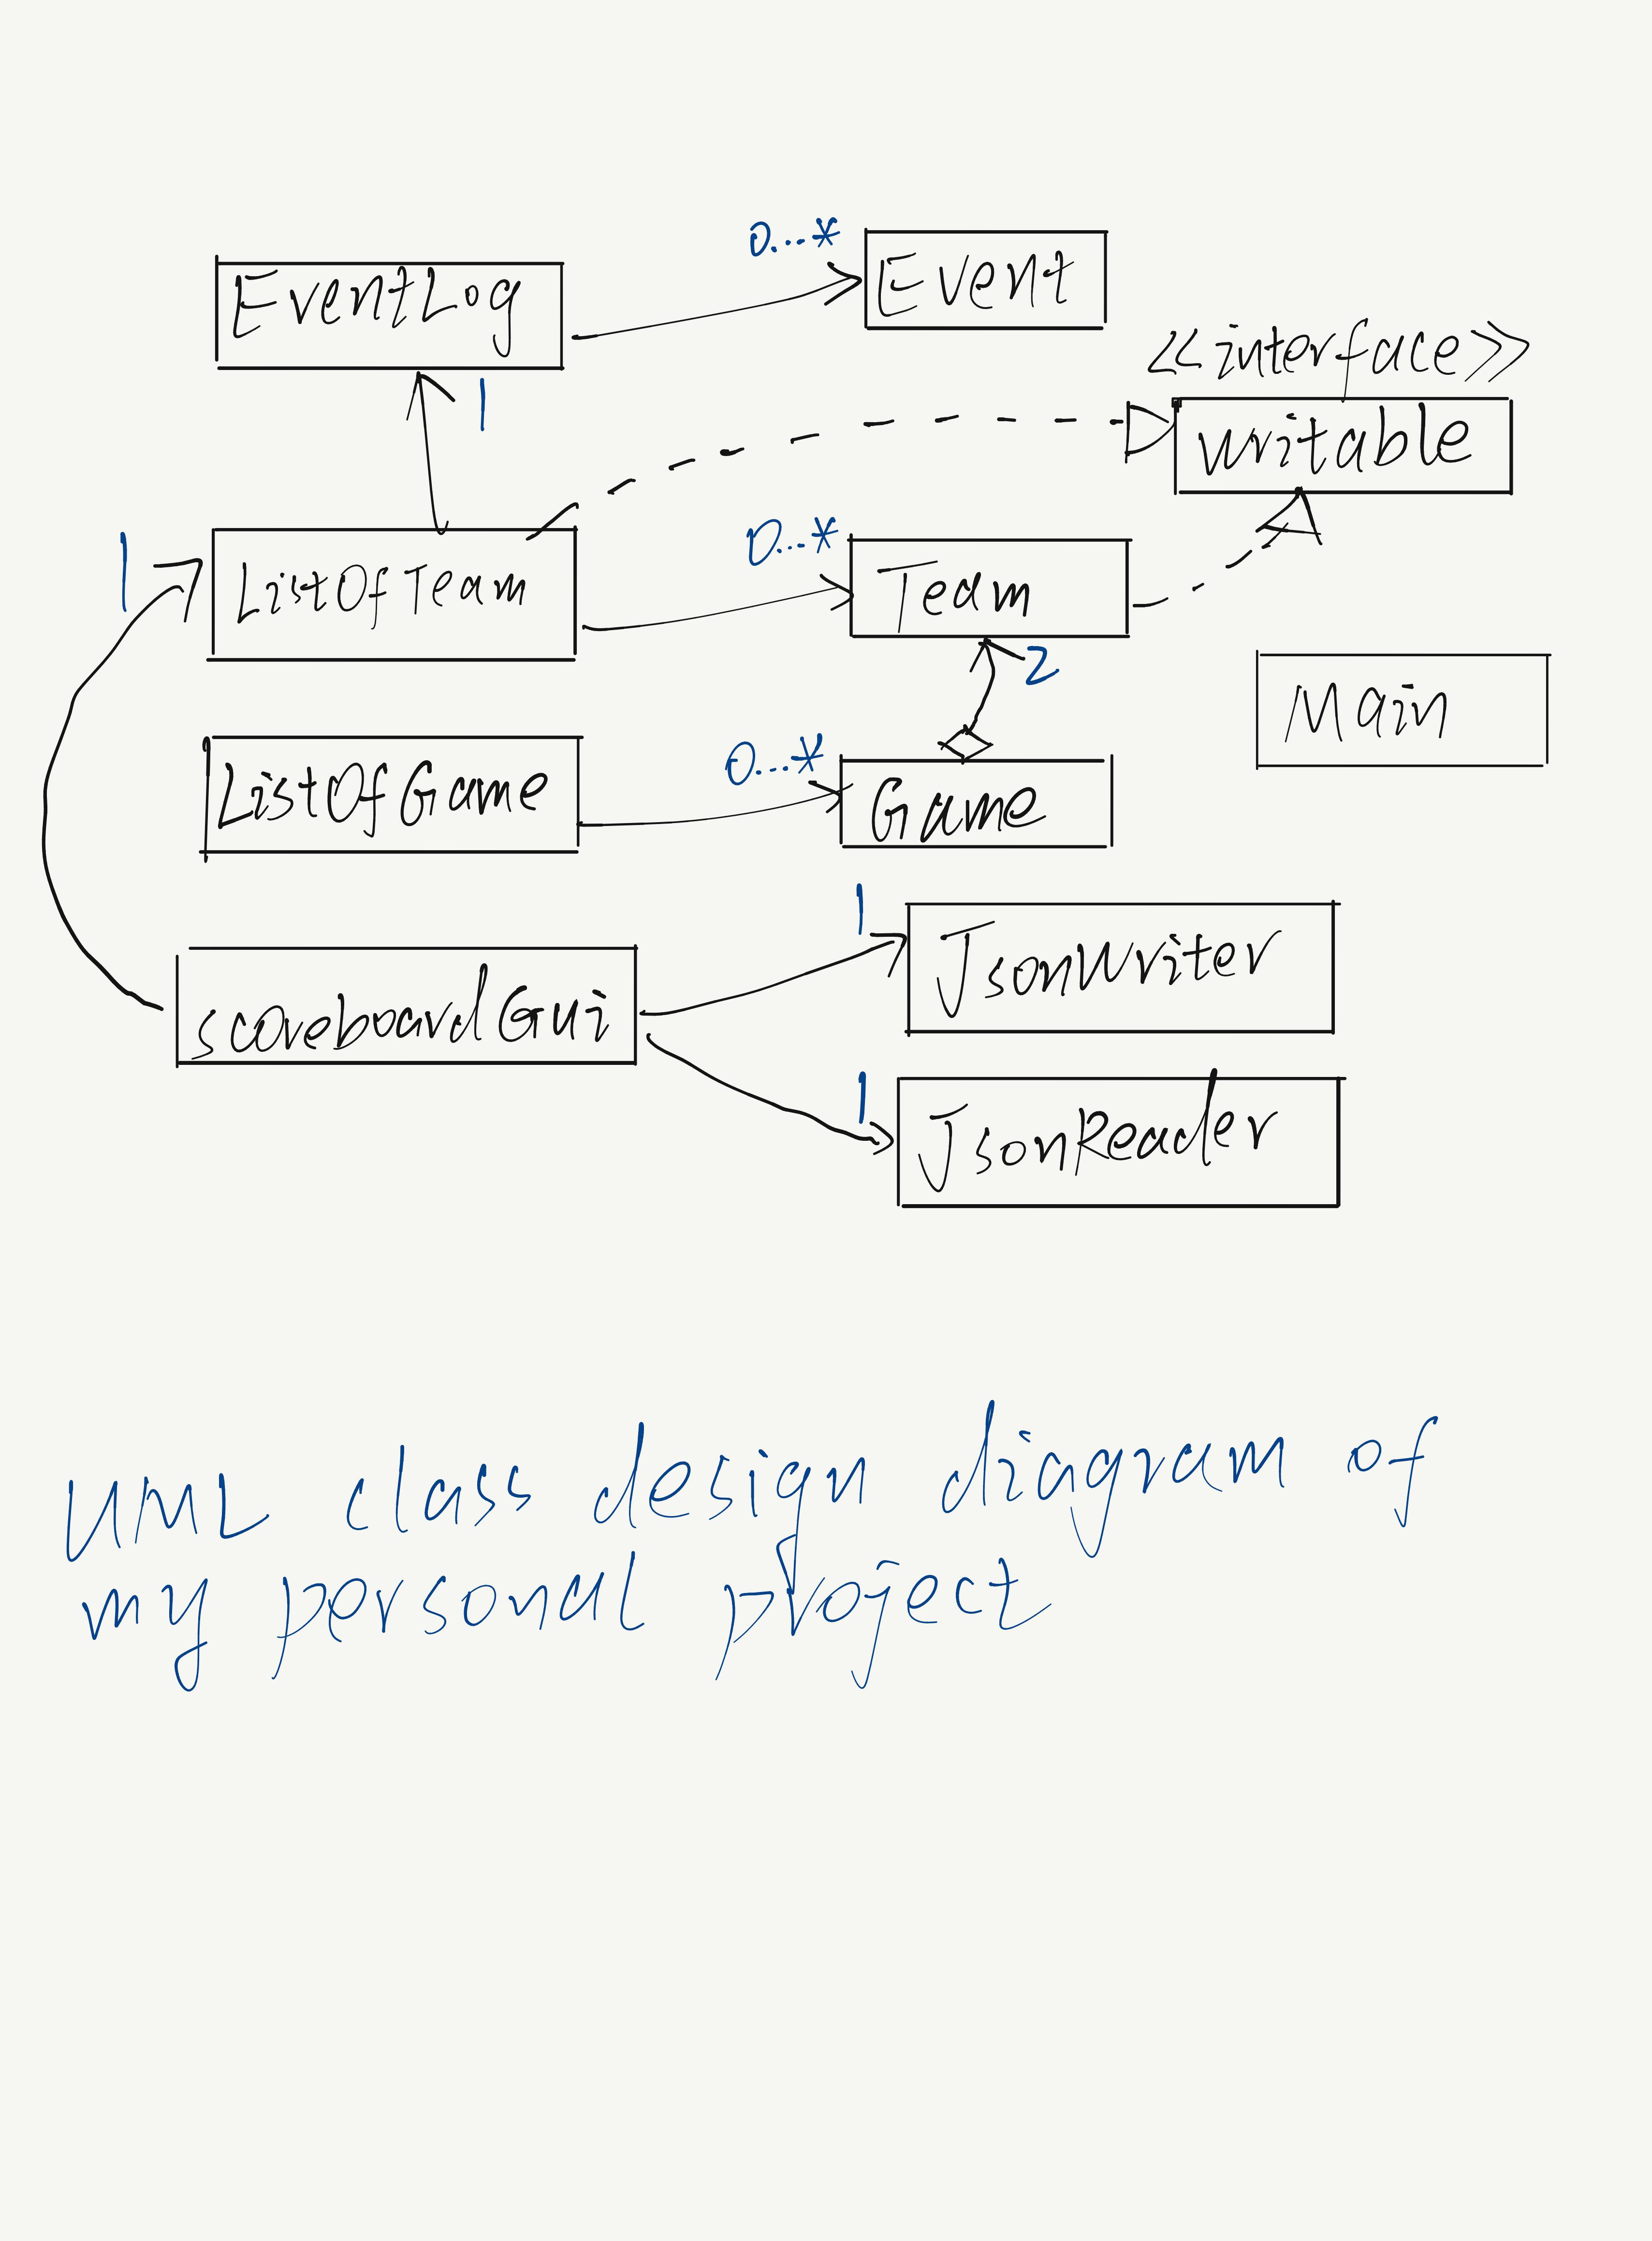 0...*
EventLog
Event
<<interface>>
1
writable
1
0...*
ListOfTeam
Team
2
Main
0...*
ListOfGame
Game
1
JsonWriter
scoreboardGui
1
JsonReader
UML class design diagram of
my personal project